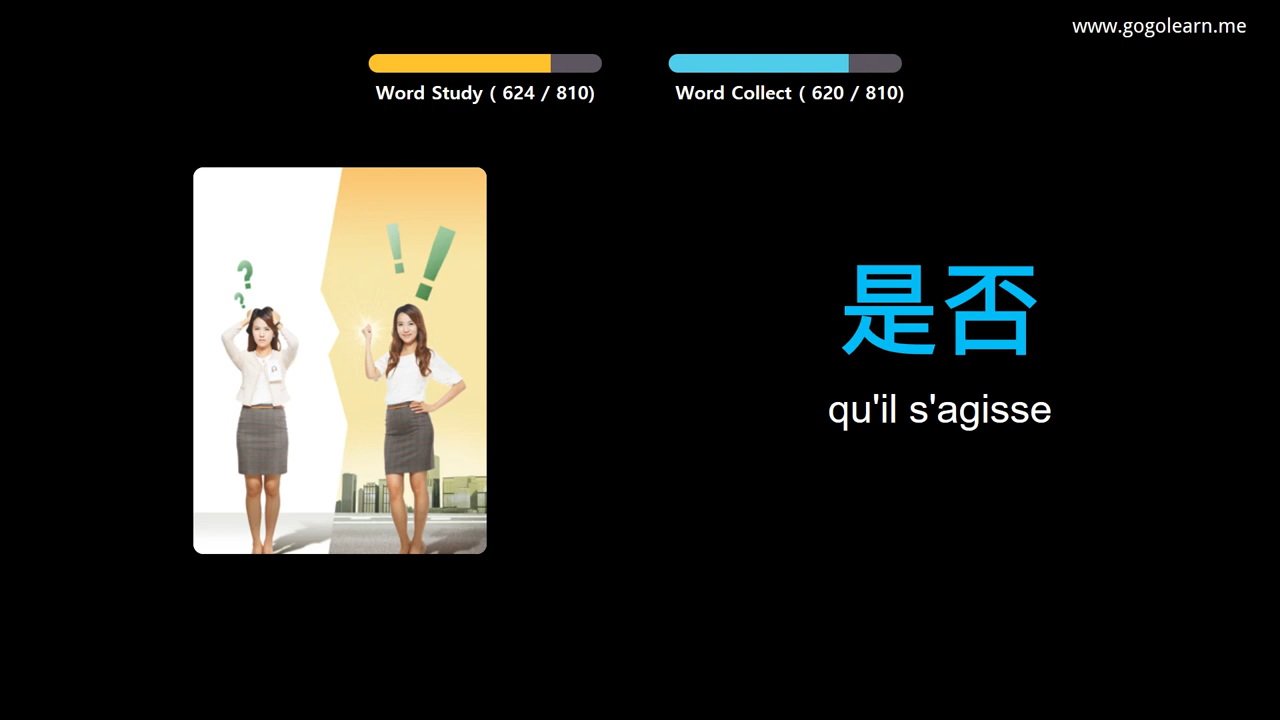 www.gogolearn.me
Word Study ( 624 / 810)
Word Collect ( 620 / 810)
? ?
! !
是否
qu'il s'agisse